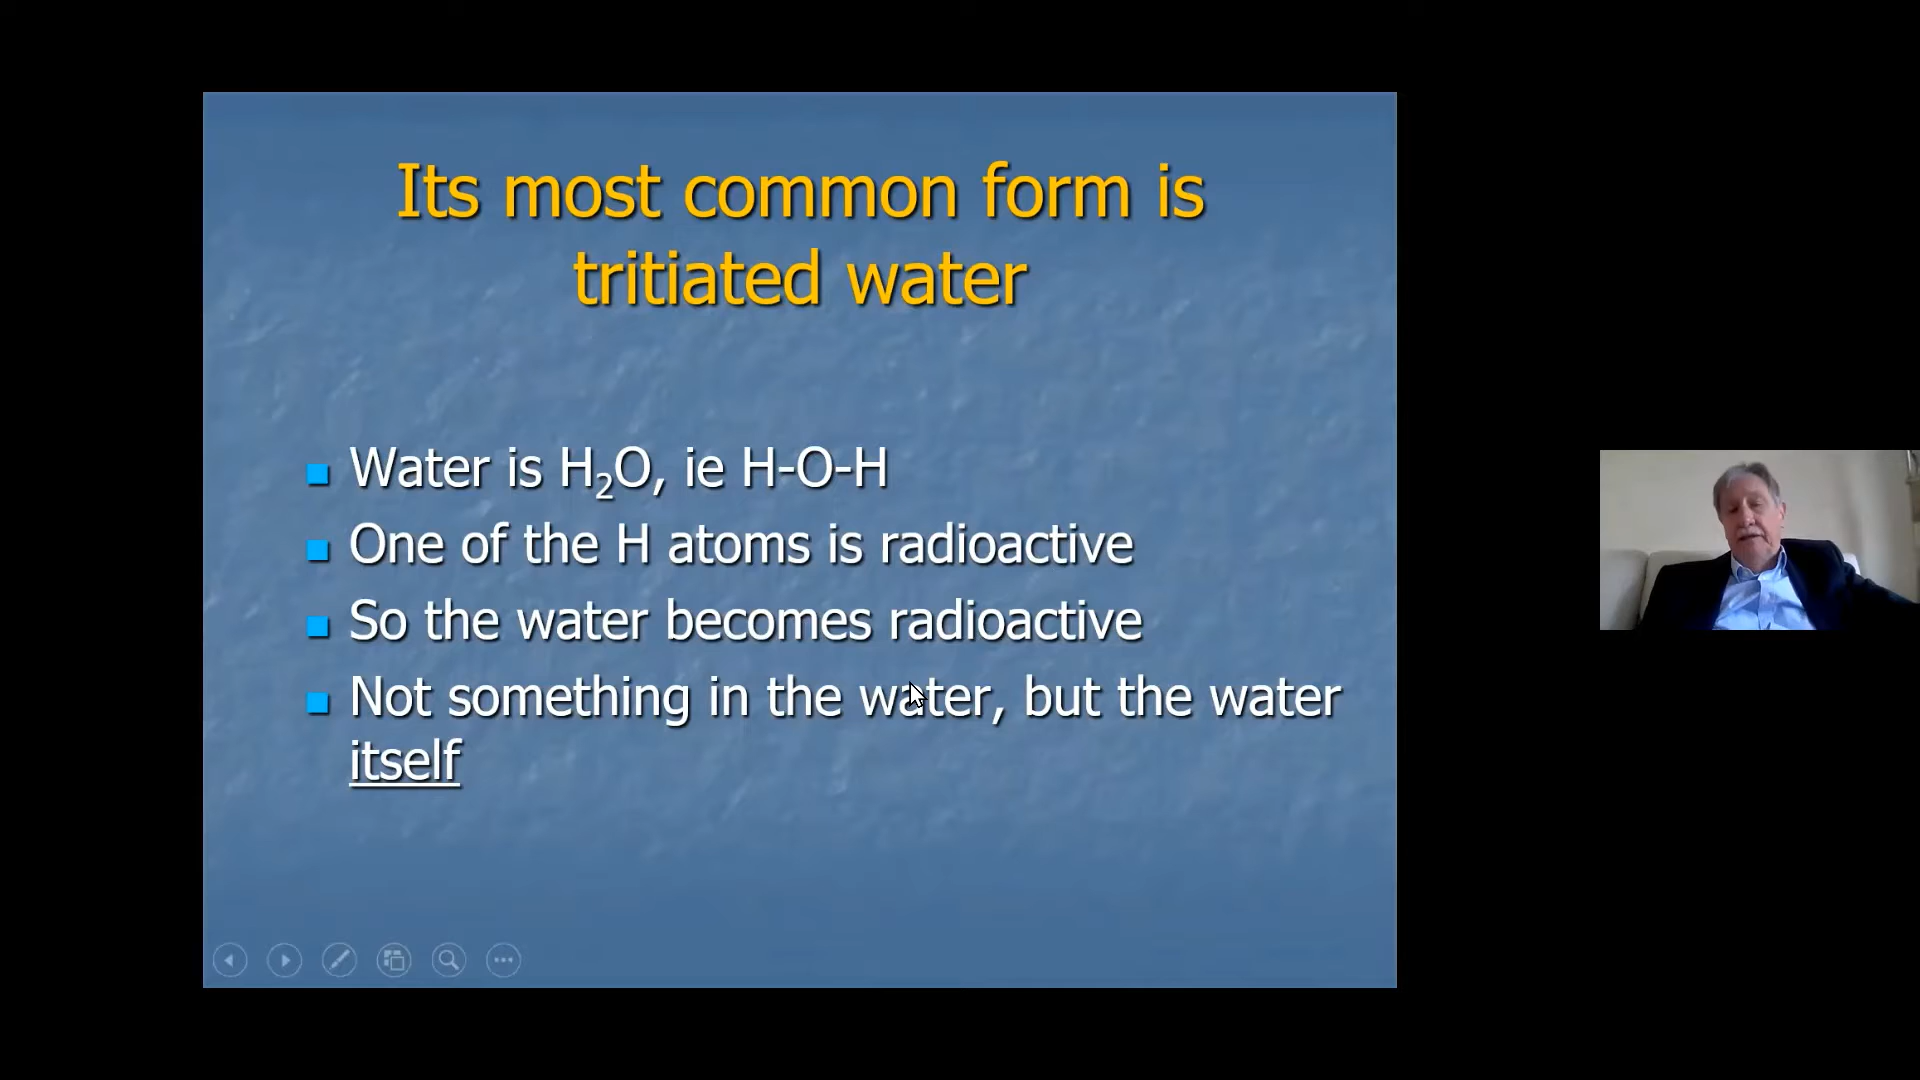 Its most common form is
tritiated water
Water is H₂O, ie H-O-H
One of the H atoms is radioactive
So the water becomes radioactive
Not something in the water, but the water
itself